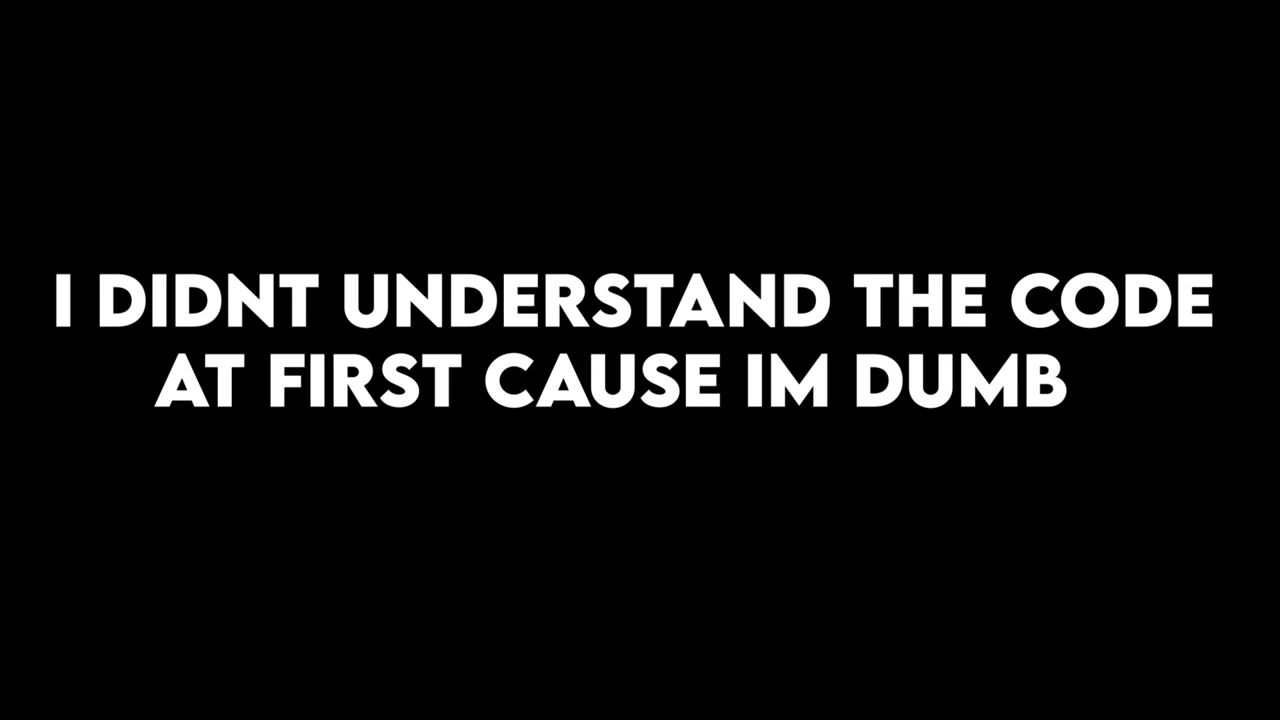 I DIDNT UNDERSTAND THE CODE
AT FIRST CAUSE IM DUMB